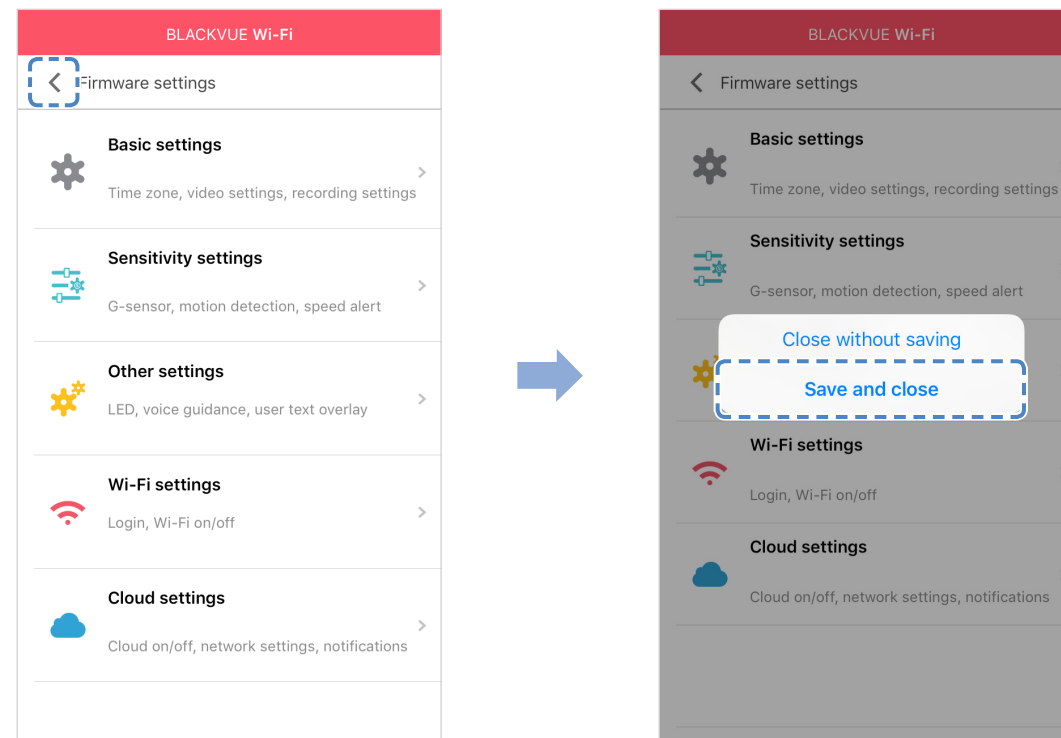 BLACKVUE Wi-Fi
Firmware settings
Basic settings
Time zone, video settings, recording settings
Sensitivity settings
G-sensor, motion detection, speed alert
Other settings
LED, voice guidance, user text overlay
Wi-Fi settings
Login, Wi-Fi on/off
Cloud settings
Cloud on/off, network settings, notifications
BLACKVUE Wi-Fi
Firmware settings
Basic settings
Time zone, video settings, recording settings
Sensitivity settings
G-sensor, motion detection, speed alert
Close without saving
Save and close
Wi-Fi settings
Login, Wi-Fi on/off
Cloud settings
Cloud on/off, network settings, notifications